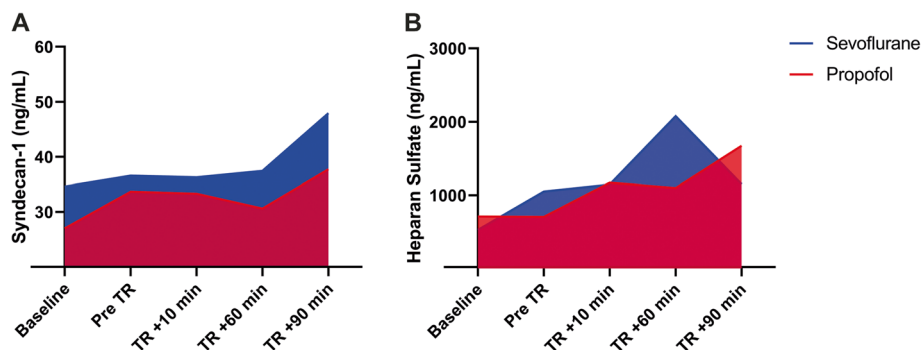 A
Syndecan-1 (ng/mL)
60
50
40
30
Baseline
Pre TR
TR +10 min
TR +60 min
TR +90 min
B
Heparan Sulfate (ng/mL)
3000
2000
1000
Baseline
Pre TR
TR +10 min
TR +60 min
TR +90 min
Sevoflurane
Propofol